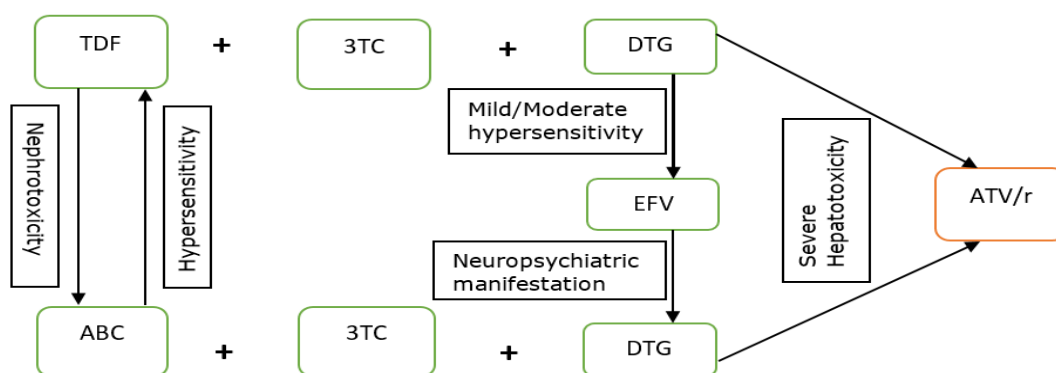 TDF + 3TC + DTG
Nephrotoxicity
Hypersensitivity
Mild/Moderate
hypersensitivity
EFV
Severe
Hepatotoxicity
ATV/r
Neuropsychiatric
manifestation
ABC + 3TC + DTG